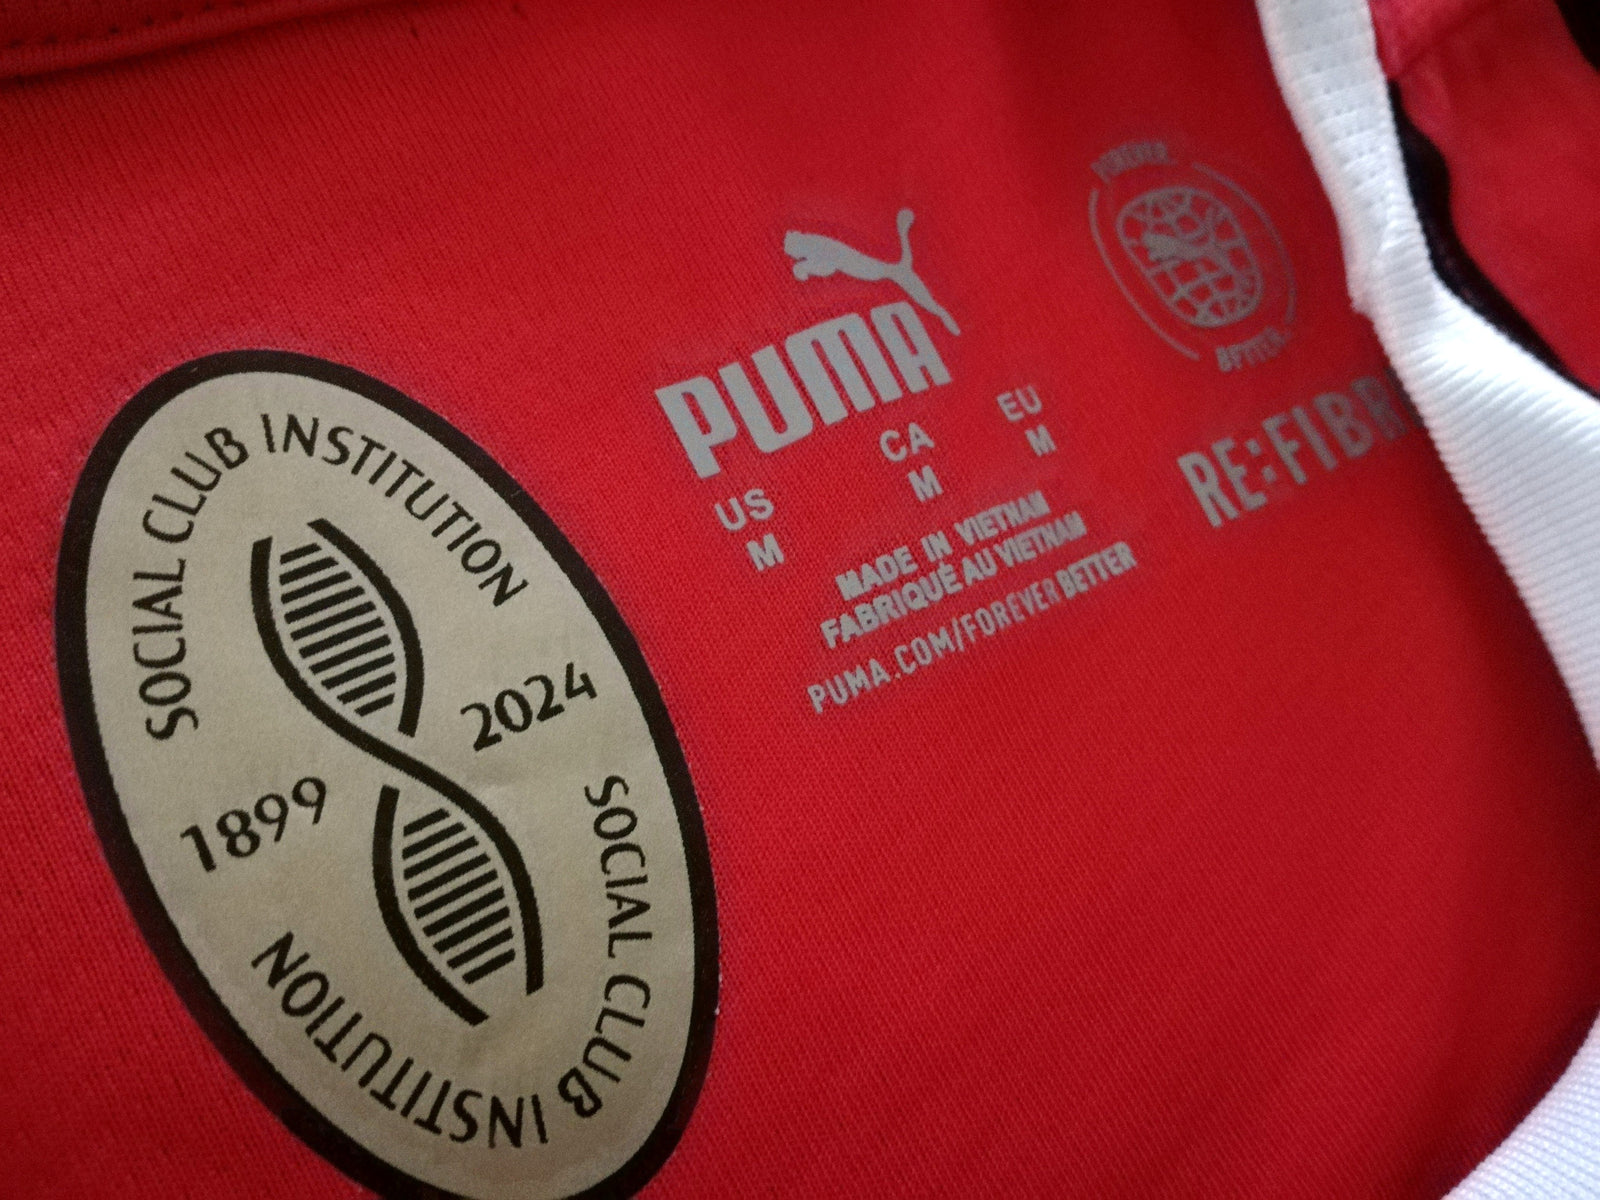 SOCIAL CLUB INSTITUTION
2024
1899
SOCIAL CLUB INSTITUTION
PUMA
US CA EU
M M M
MADE IN VIETNAM
FABRIQUÉ AU VIETNAM
PUMA.COM/FOREVERBETTER
FOREVER
BETTER
RE:FIBR